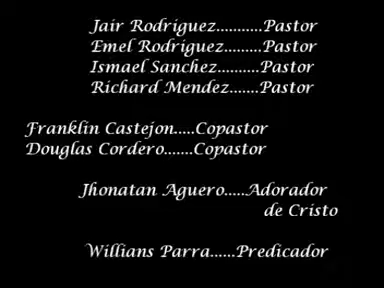 Jair Rodriguez...........Pastor
Emel Rodriguez.........Pastor
Ismael Sanchez..........Pastor
Richard Mendez.......Pastor
Franklin Castejon.....Copastor
Douglas Cordero.......Copastor
Jhonatan Aguero.....Adorador
de Cristo
Willians Parra......Predicador